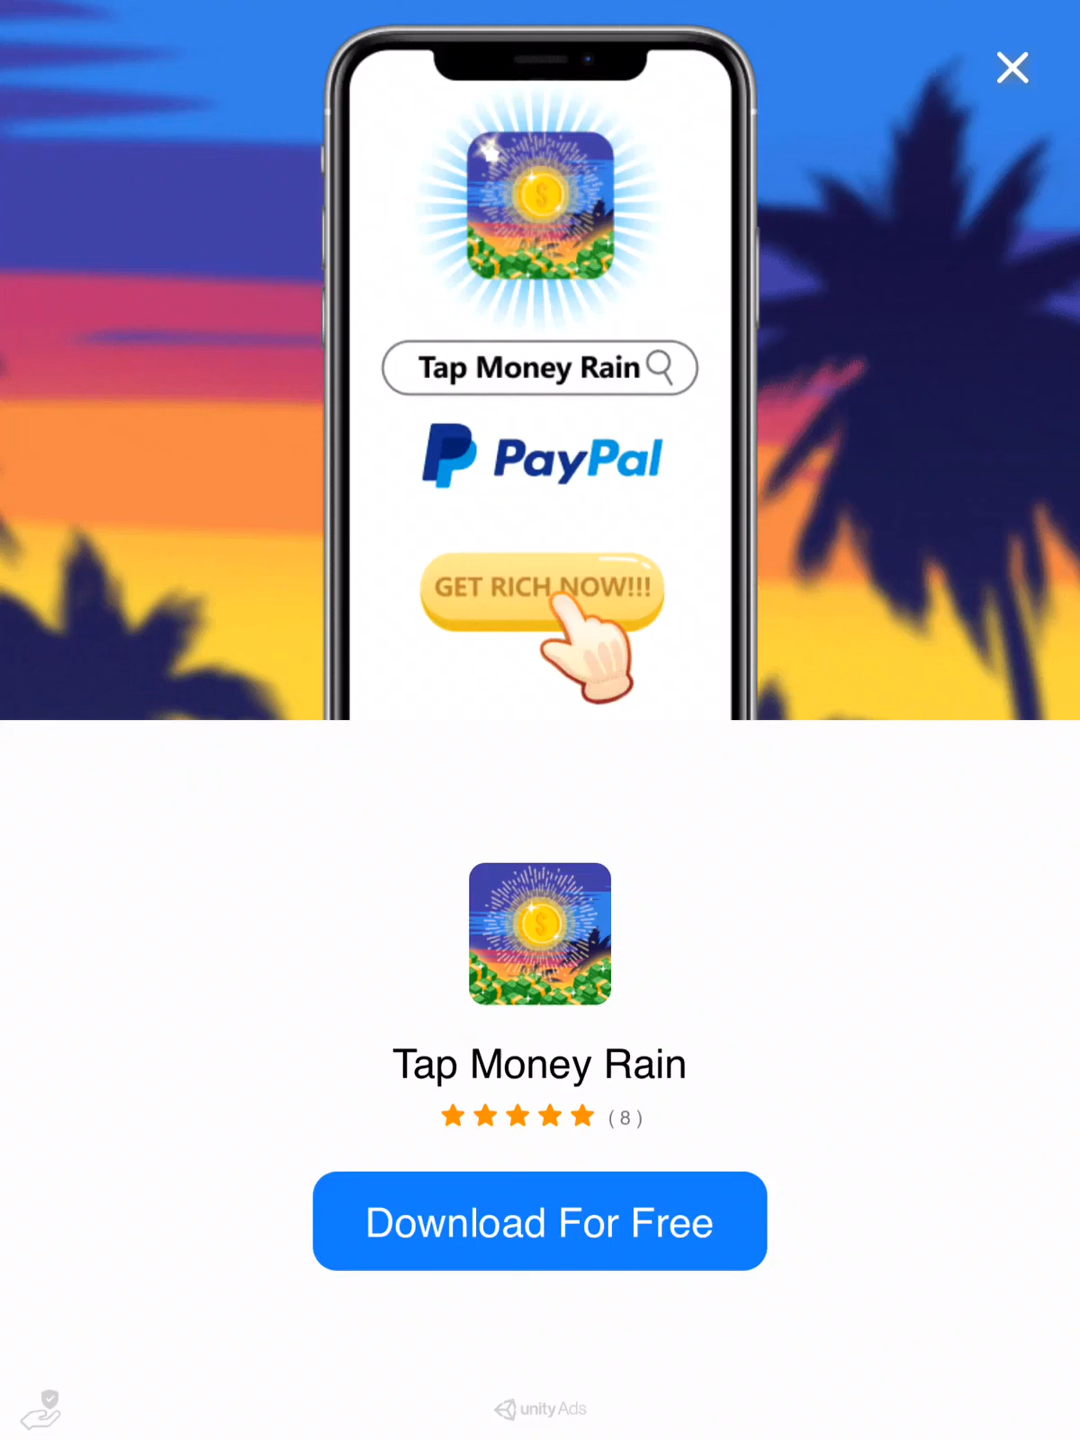 Tap Money Rain
PayPal
GET RICH NOW!!!
Tap Money Rain
( 8 )
Download For Free
unity Ads